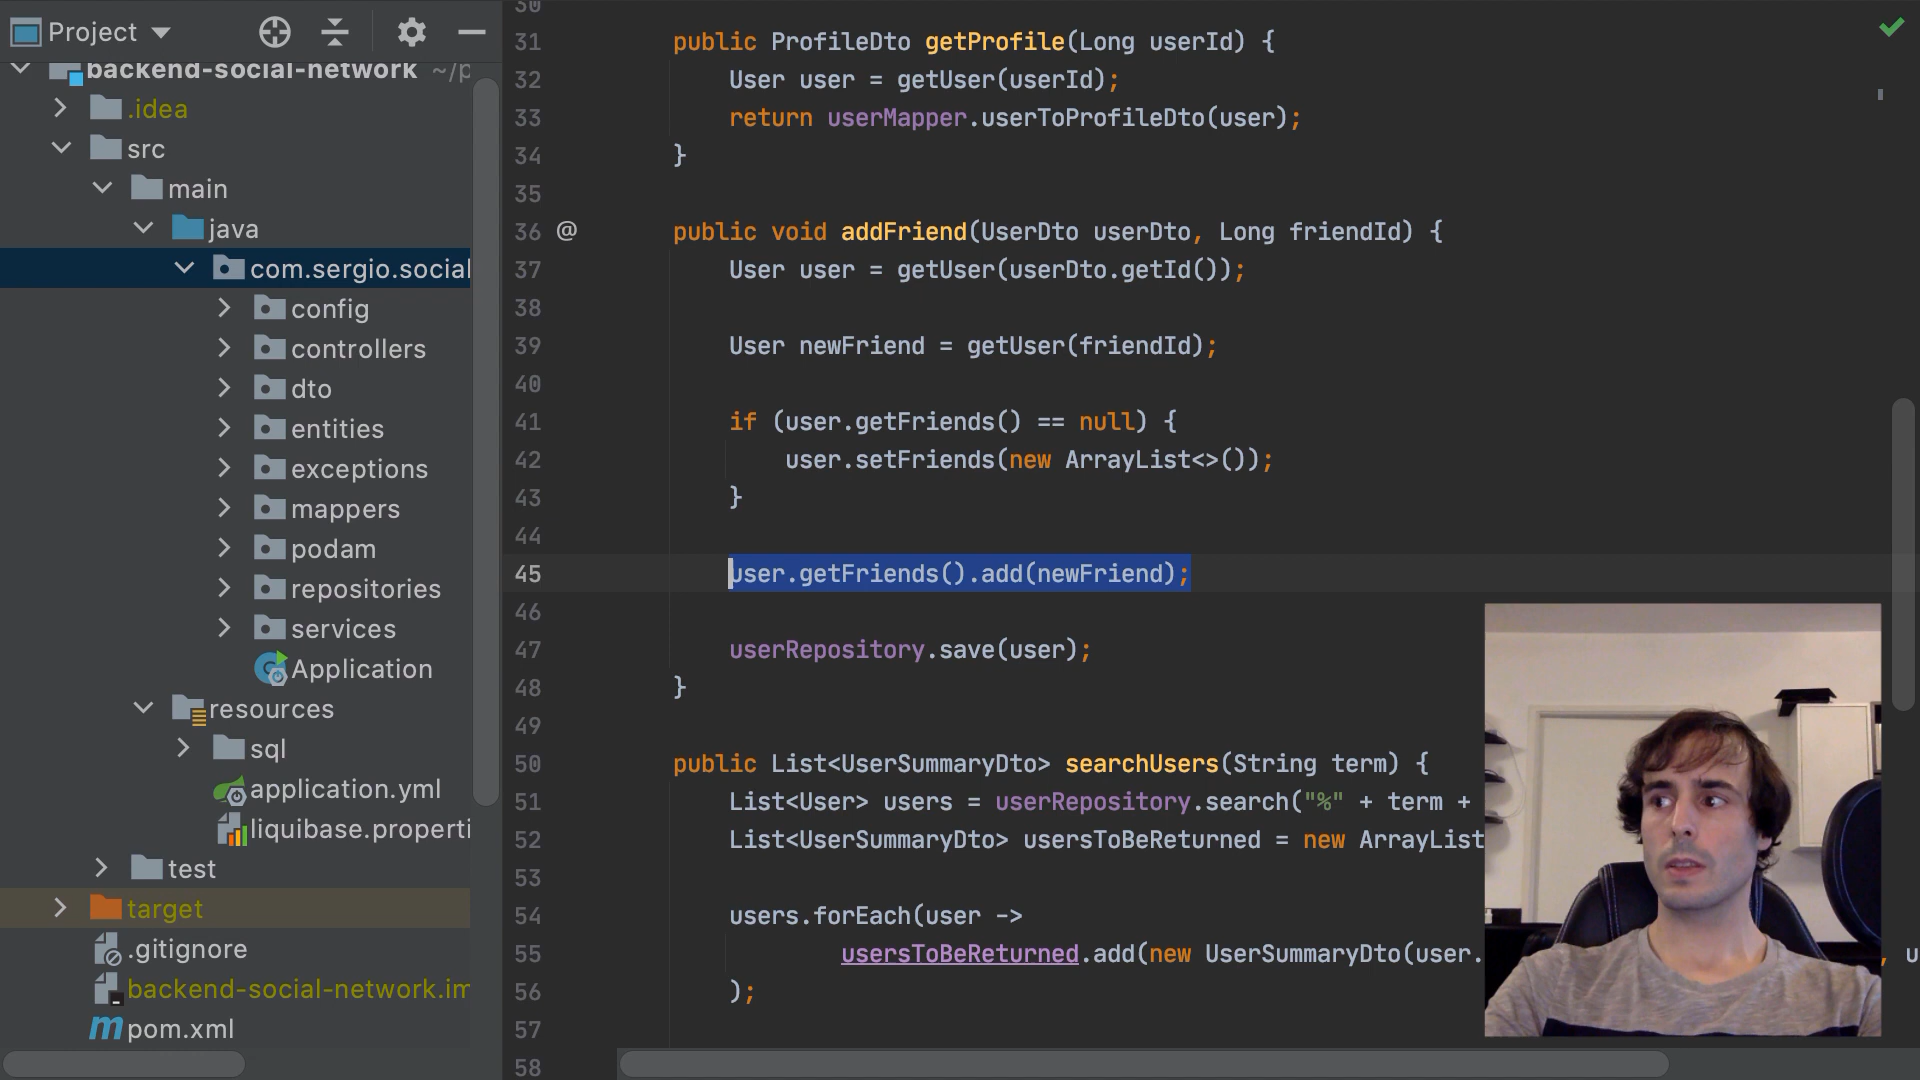 Project
backend-social-network ~/p
.idea
src
main
java
com.sergio.social
config
controllers
dto
entities
exceptions
mappers
podam
repositories
services
Application
resources
sql
application.yml
liquibase.properti
test
target
.gitignore
backend-social-network.im
pom.xml
30
31 public ProfileDto getProfile(Long userId) {
32 User user = getUser(userId);
33 return userMapper.userToProfileDto(user);
34 }
35
36 @ public void addFriend(UserDto userDto, Long friendId) {
37 User user = getUser(userDto.getId());
38
39 User newFriend = getUser(friendId);
40
41 if (user.getFriends() == null) {
42 user.setFriends(new ArrayList<>());
43 }
44
45 user.getFriends().add(newFriend);
46
47 userRepository.save(user);
48 }
49
50 public List<UserSummaryDto> searchUsers(String term) {
51 List<User> users = userRepository.search("%" + term +
52 List<UserSummaryDto> usersToBeReturned = new ArrayList
53
54 users.forEach(user ->
55 usersToBeReturned.add(new UserSummaryDto(user. , u
56 );
57
58